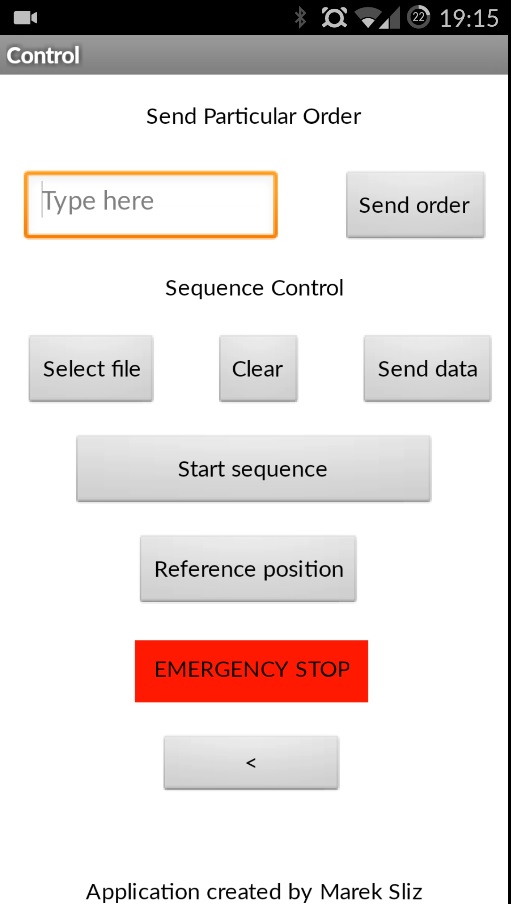 22 19:15
Control
Send Particular Order
Type here
Send order
Sequence Control
Select file Clear Send data
Start sequence
Reference position
EMERGENCY STOP
<
Application created by Marek Sliz